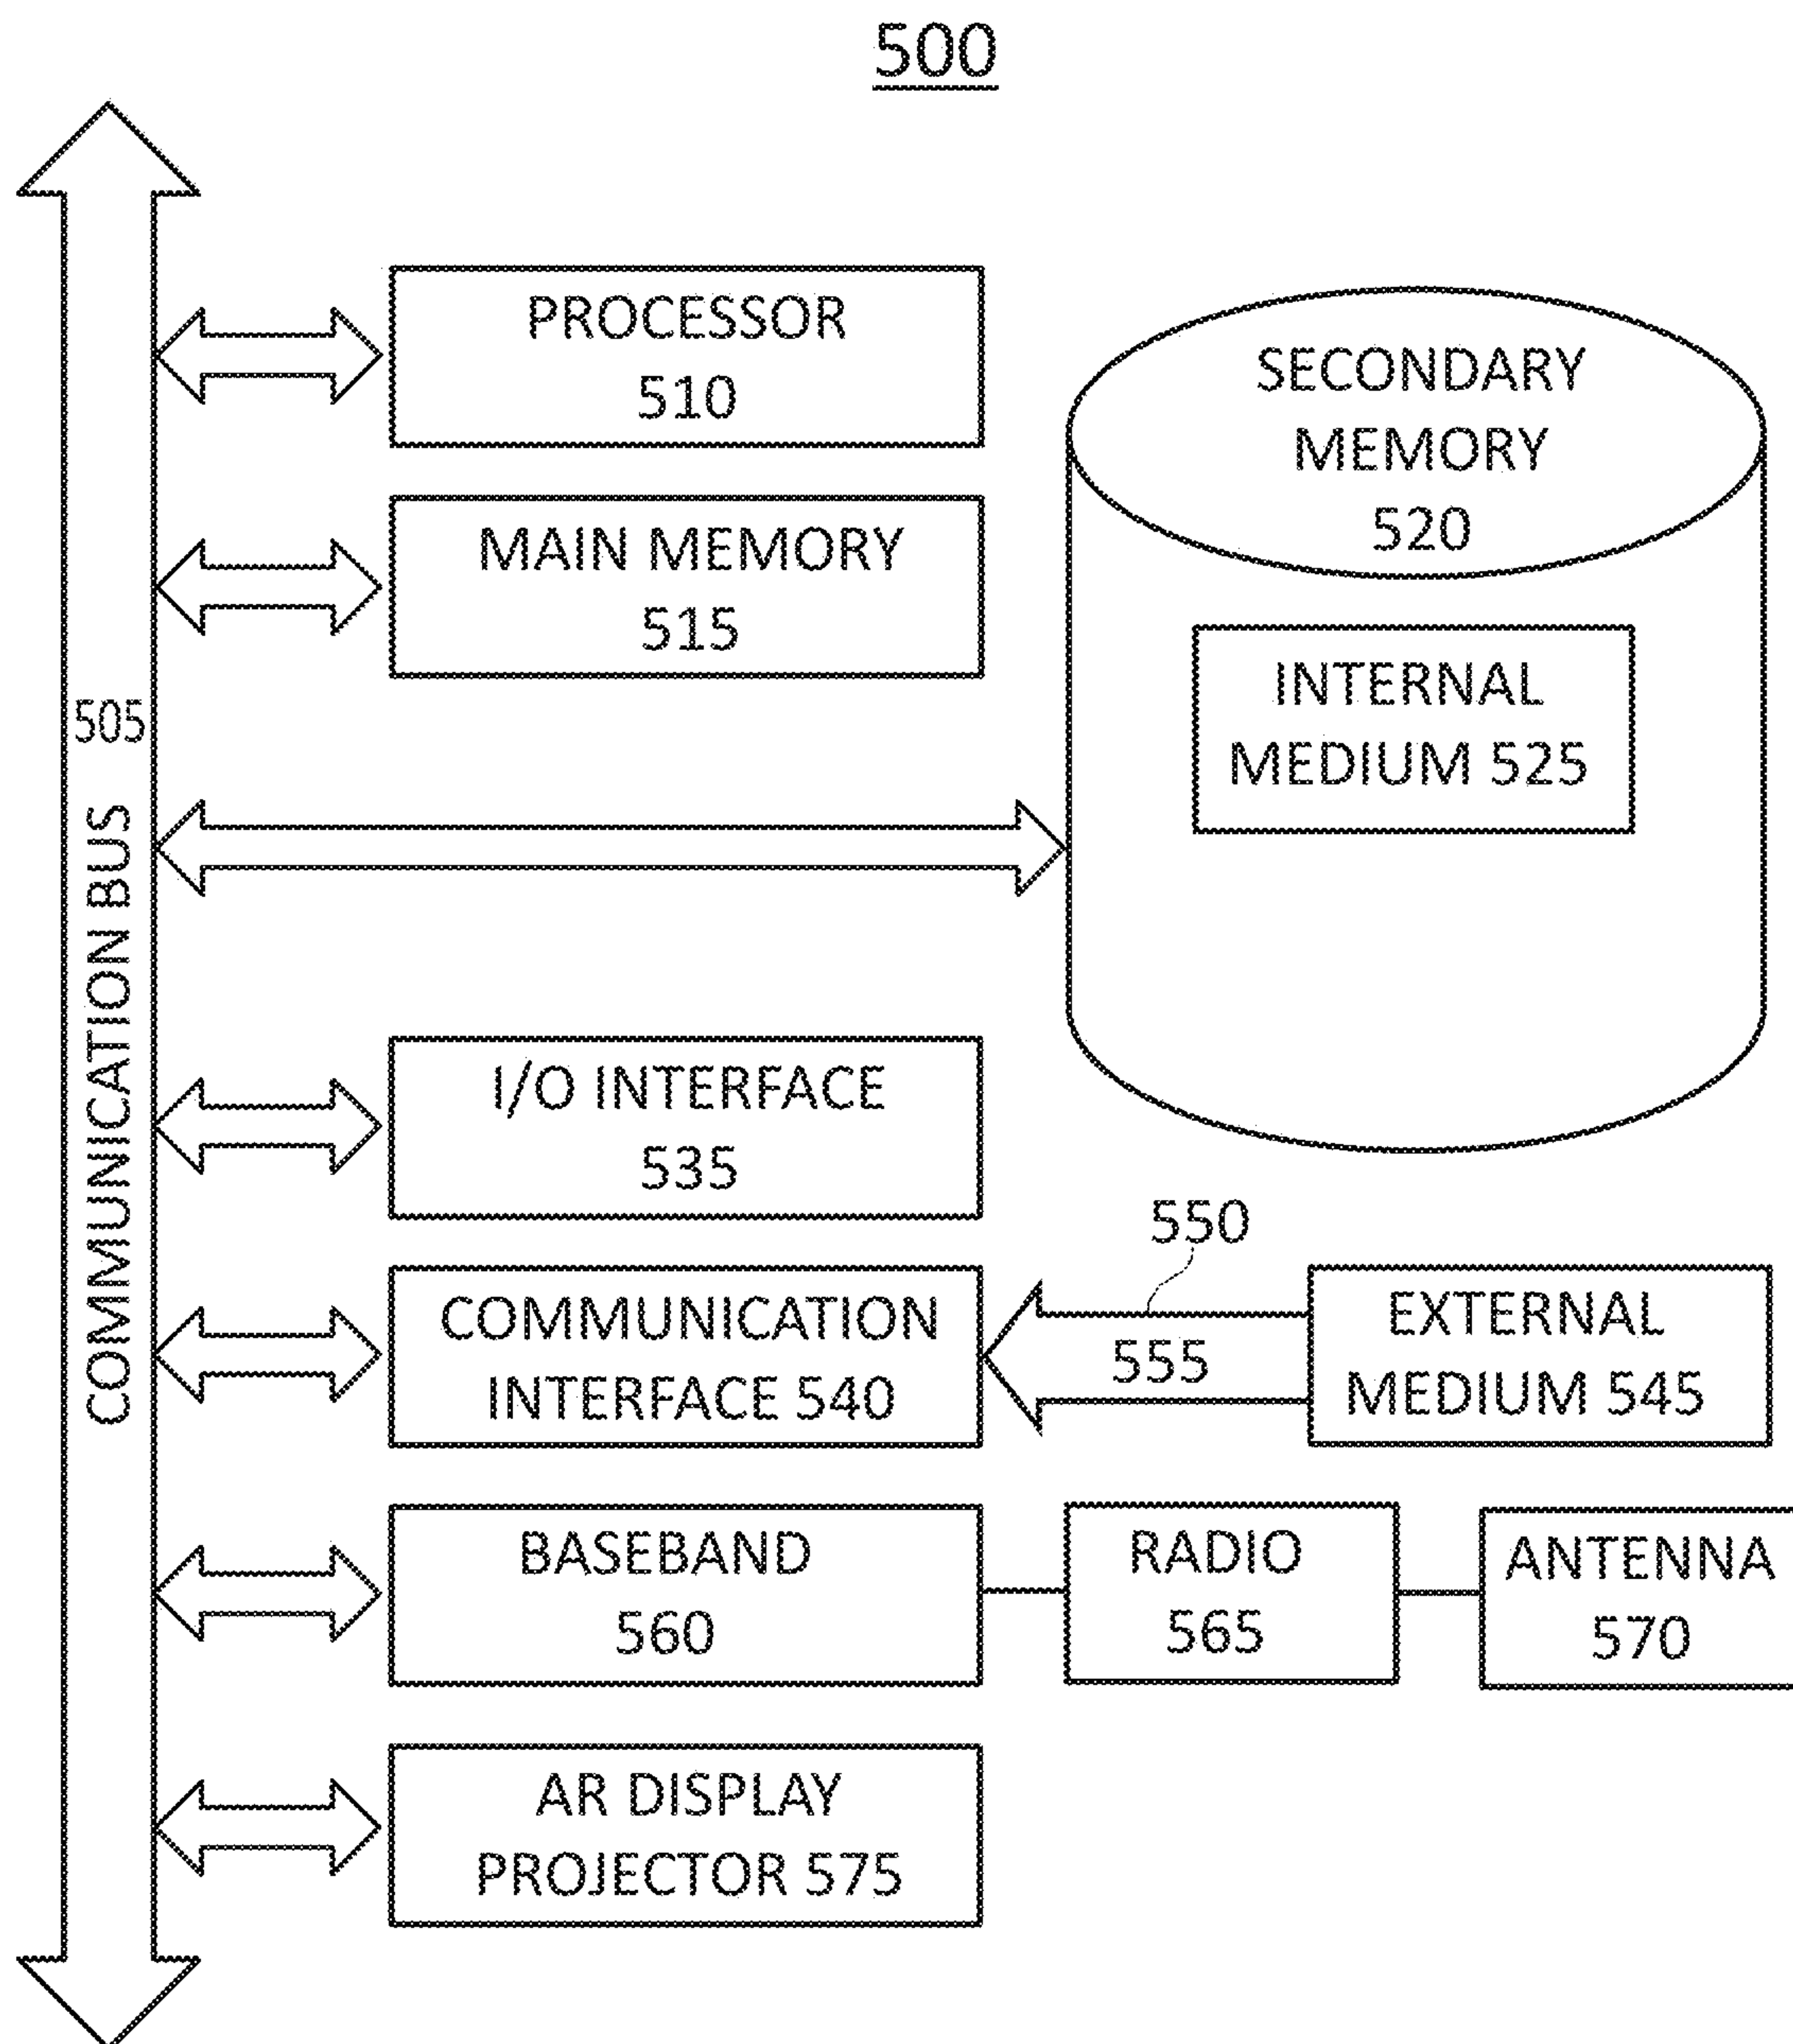 500
PROCESSOR
510
SECONDARY
MEMORY
520
MAIN MEMORY
515
INTERNAL
MEDIUM 525
505
COMMUNICATION BUS
I/O INTERFACE
535
550
COMMUNICATION
INTERFACE 540
555
EXTERNAL
MEDIUM 545
BASEBAND
560
RADIO
565
ANTENNA
570
AR DISPLAY
PROJECTOR 575